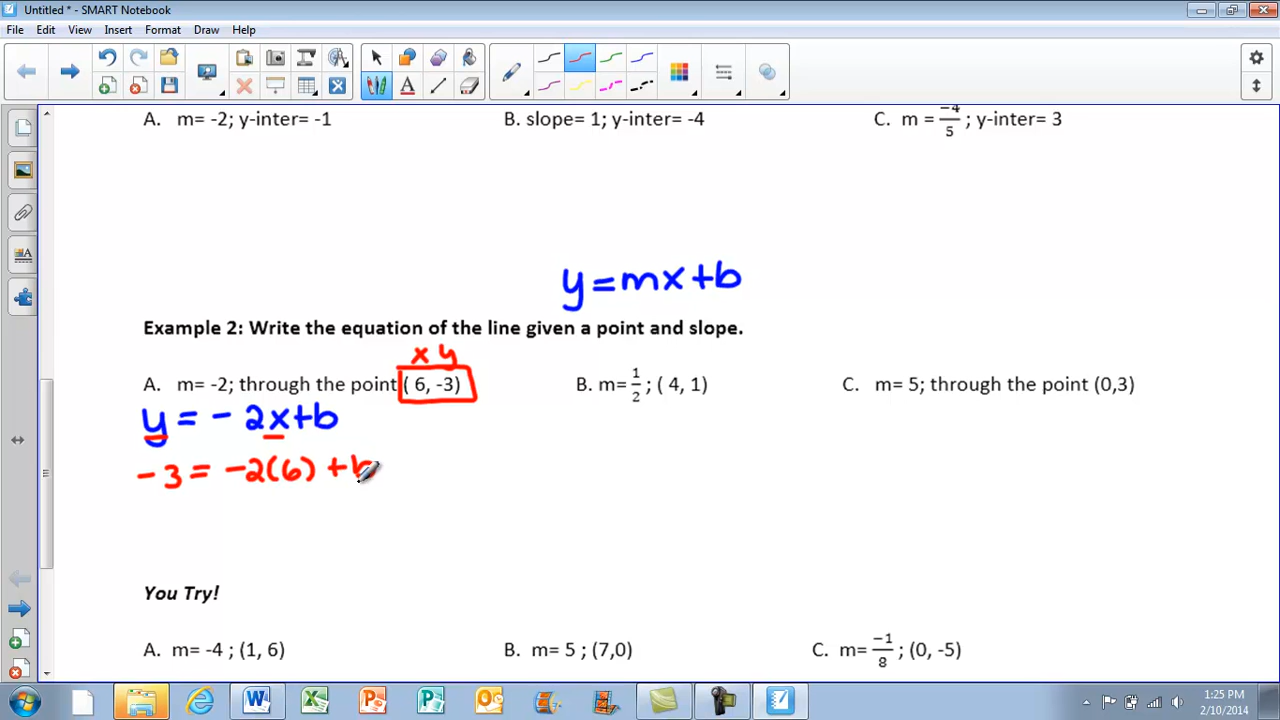 Untitled * - SMART Notebook
File Edit View Insert Format Draw Help
A. m= -2; y-inter= -1 B. slope= 1; y-inter= -4 C. m = -4/5 ; y-inter= 3
y=mx+b
Example 2: Write the equation of the line given a point and slope.
x y
A. m= -2; through the point ( 6, -3) B. m= 1/2 ; ( 4, 1) C. m= 5; through the point (0,3)
y = - 2x+b
-3 = -2(6) +b
You Try!
A. m= -4 ; (1, 6) B. m= 5 ; (7,0) C. m= -1/8 ; (0, -5)
1:25 PM
2/10/2014